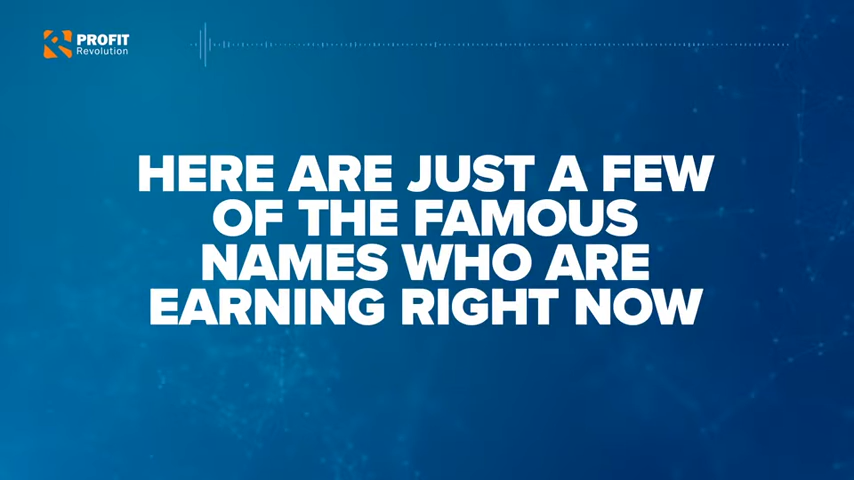 PROFIT
Revolution
HERE ARE JUST A FEW
OF THE FAMOUS
NAMES WHO ARE
EARNING RIGHT NOW